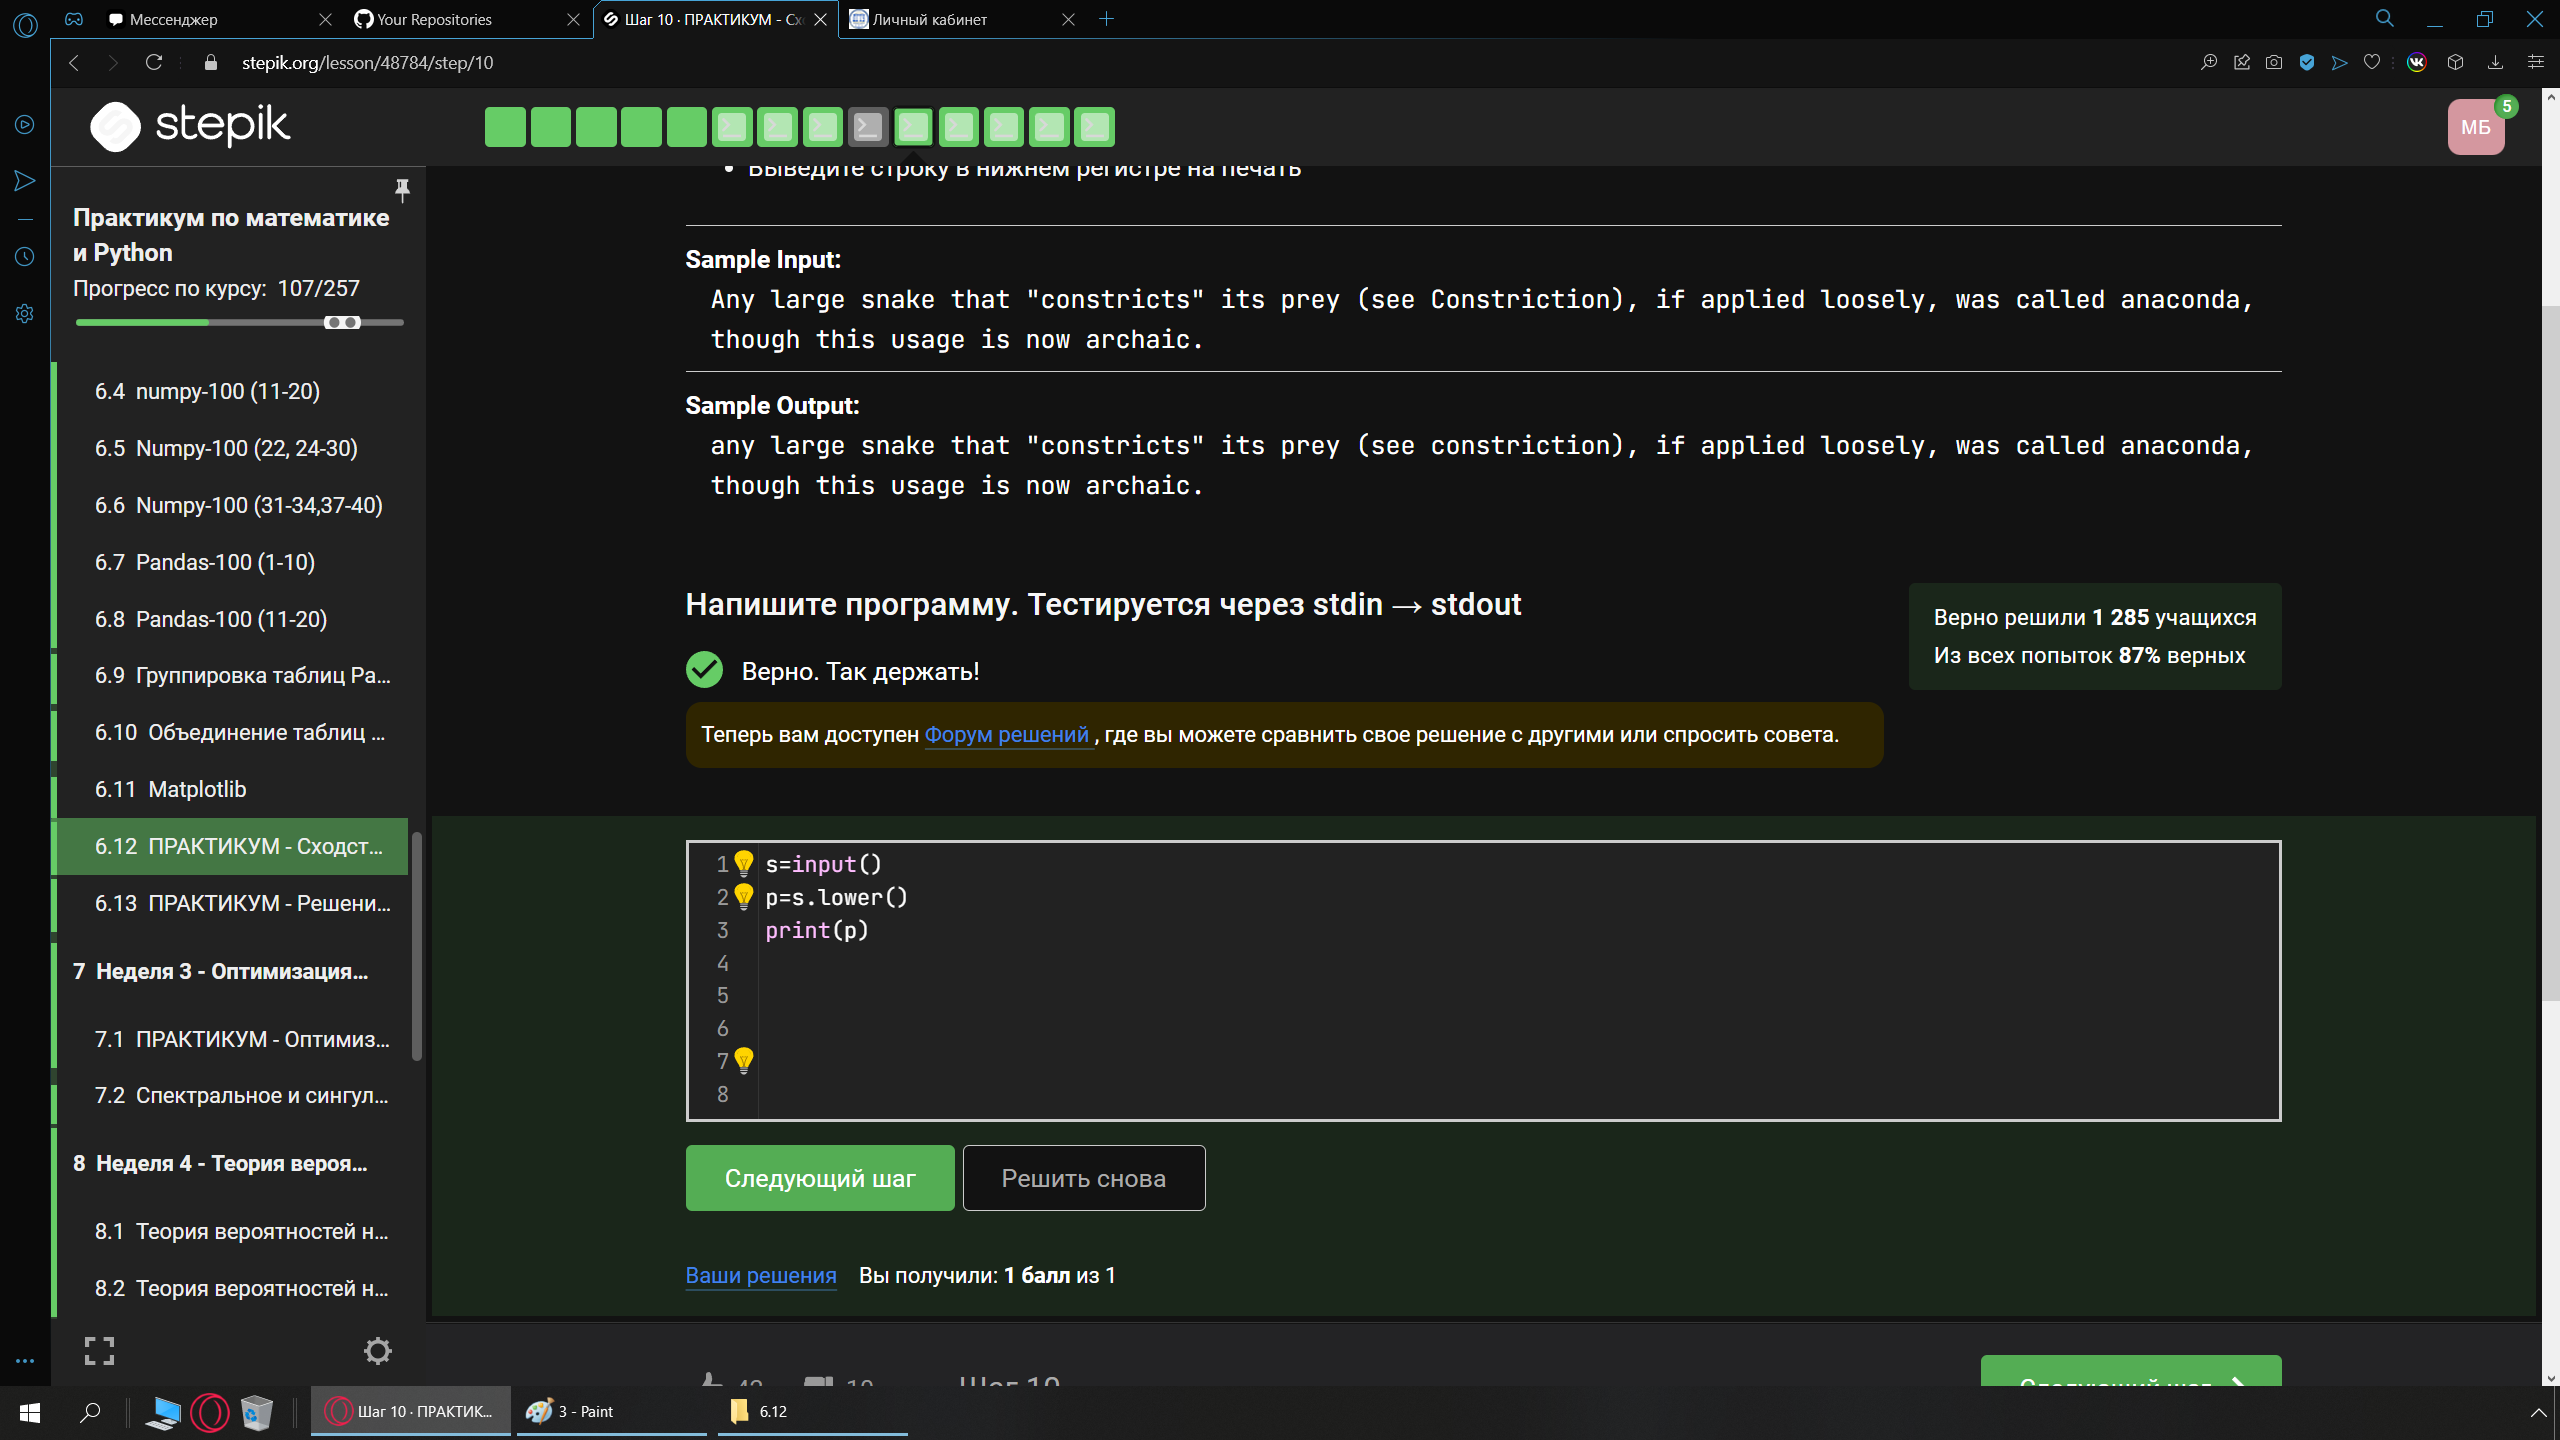 Мессенджер
Your Repositories
Шаг 10 · ПРАКТИКУМ - Сх
Личный кабинет
stepik.org/lesson/48784/step/10
stepik
МБ
5
Практикум по математике
и Python
Прогресс по курсу: 107/257
6.4 numpy-100 (11-20)
6.5 Numpy-100 (22, 24-30)
6.6 Numpy-100 (31-34,37-40)
6.7 Pandas-100 (1-10)
6.8 Pandas-100 (11-20)
6.9 Группировка таблиц Pa...
6.10 Объединение таблиц ...
6.11 Matplotlib
6.12 ПРАКТИКУМ - Сходст...
6.13 ПРАКТИКУМ - Решени...
7 Неделя 3 - Оптимизация...
7.1 ПРАКТИКУМ - Оптимиз...
7.2 Спектральное и сингул...
8 Неделя 4 - Теория вероя...
8.1 Теория вероятностей н...
8.2 Теория вероятностей н...
Выведите строку в нижнем регистре на печать
Sample Input:
Any large snake that "constricts" its prey (see Constriction), if applied loosely, was called anaconda,
though this usage is now archaic.
Sample Output:
any large snake that "constricts" its prey (see constriction), if applied loosely, was called anaconda,
though this usage is now archaic.
Напишите программу. Тестируется через stdin → stdout
Верно решили 1 285 учащихся
Из всех попыток 87% верных
Верно. Так держать!
Теперь вам доступен Форум решений , где вы можете сравнить свое решение с другими или спросить совета.
1 s=input()
2 p=s.lower()
3 print(p)
4
5
6
7
8
Следующий шаг
Решить снова
Ваши решения Вы получили: 1 балл из 1
Шаг 10
Следующий шаг
Шаг 10 · ПРАКТИК...
3 - Paint
6.12